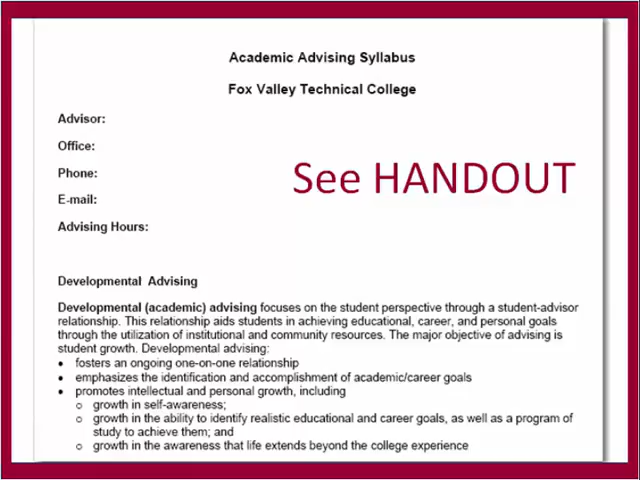 Academic Advising Syllabus
Fox Valley Technical College
Advisor:
Office:
Phone:
E-mail:
Advising Hours:
See HANDOUT
Developmental Advising
Developmental (academic) advising focuses on the student perspective through a student-advisor
relationship. This relationship aids students in achieving educational, career, and personal goals
through the utilization of institutional and community resources. The major objective of advising is
student growth. Developmental advising:
• fosters an ongoing one-on-one relationship
• emphasizes the identification and accomplishment of academic/career goals
• promotes intellectual and personal growth, including
o growth in self-awareness;
o growth in the ability to identify realistic educational and career goals, as well as a program of
study to achieve them; and
o growth in the awareness that life extends beyond the college experience